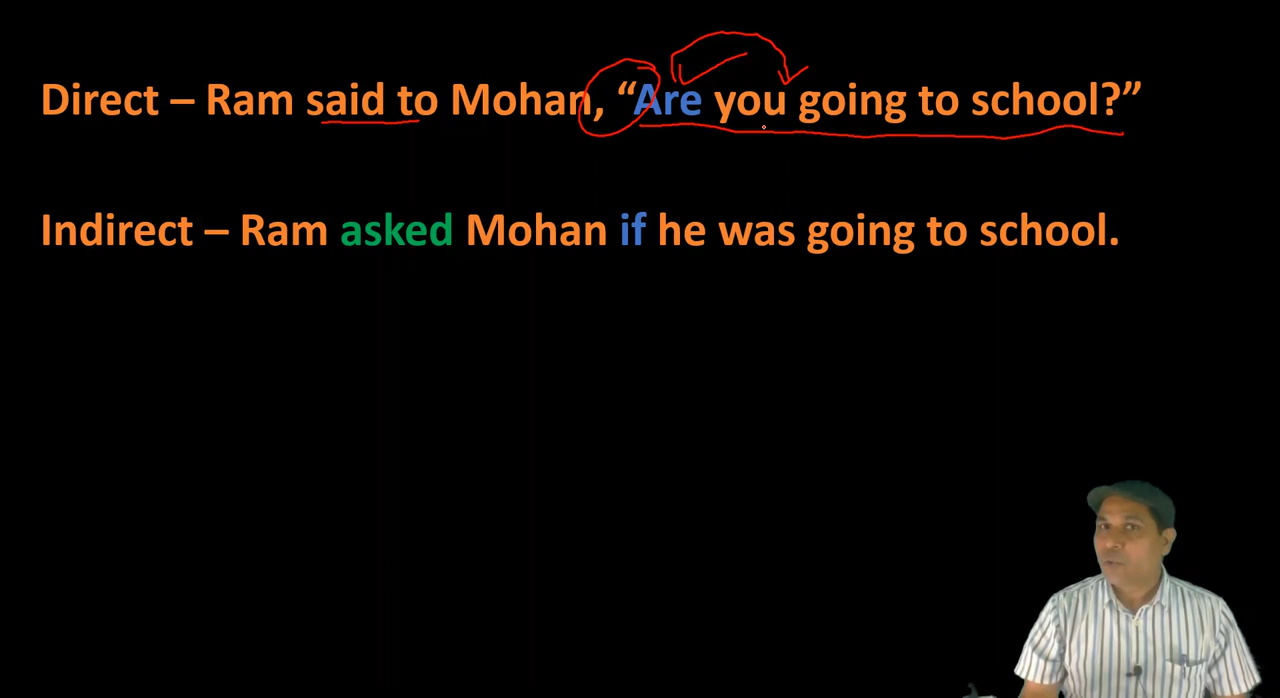 Direct – Ram said to Mohan, “Are you going to school?”
Indirect – Ram asked Mohan if he was going to school.